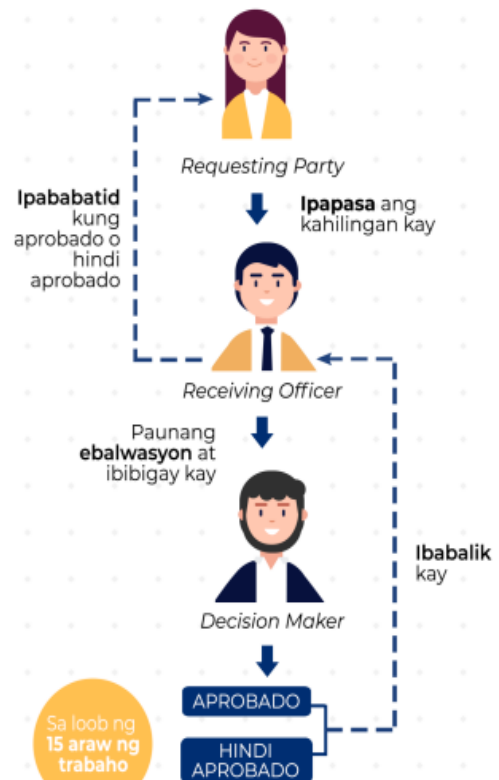 Requesting Party
Ipababatid
kung
aprobado o
hindi
aprobado
Ipapasa ang
kahilingan kay
Receiving Officer
Paunang
ebalwasyon at
ibibigay kay
Ibabalik
kay
Decision Maker
APROBADO
HINDI
APROBADO
Sa loob ng
15 araw ng
trabaho